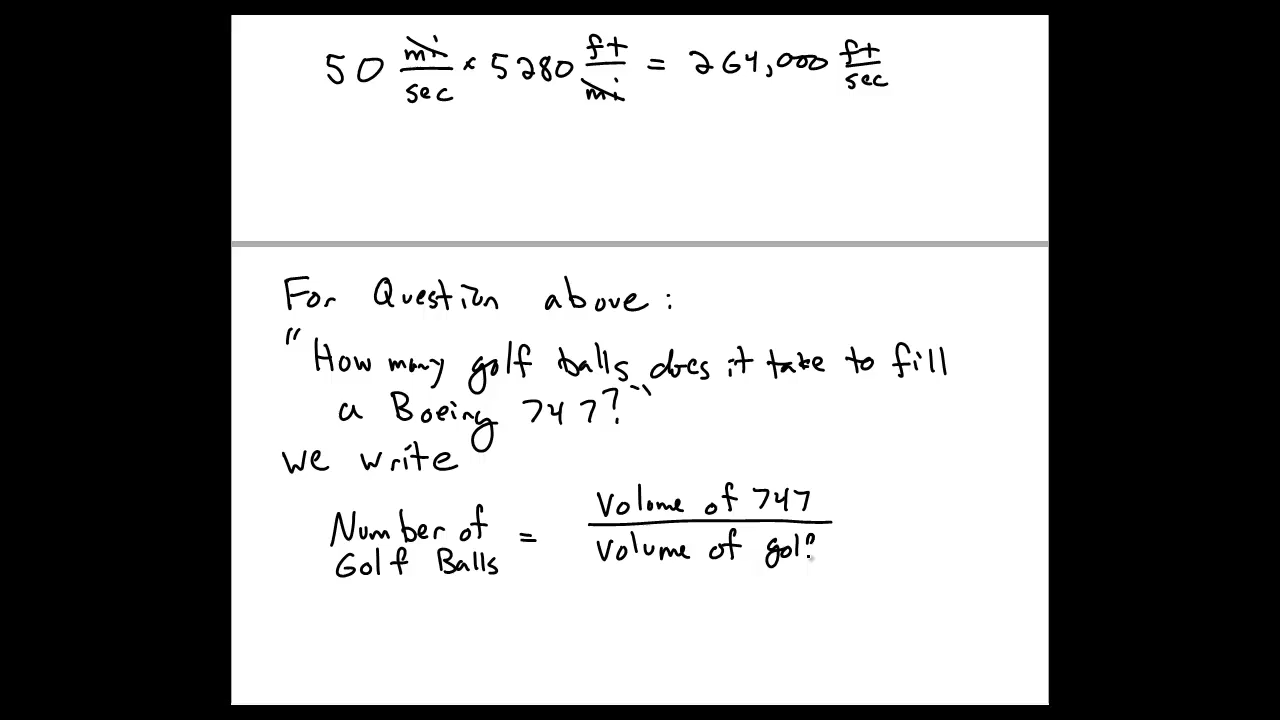 50 mi/sec × 5280 ft/mi = 264,000 ft/sec
For Question above:
"How many golf balls does it take to fill
a Boeing 747?"
we write
Number of Golf Balls = Volume of 747 / Volume of gol